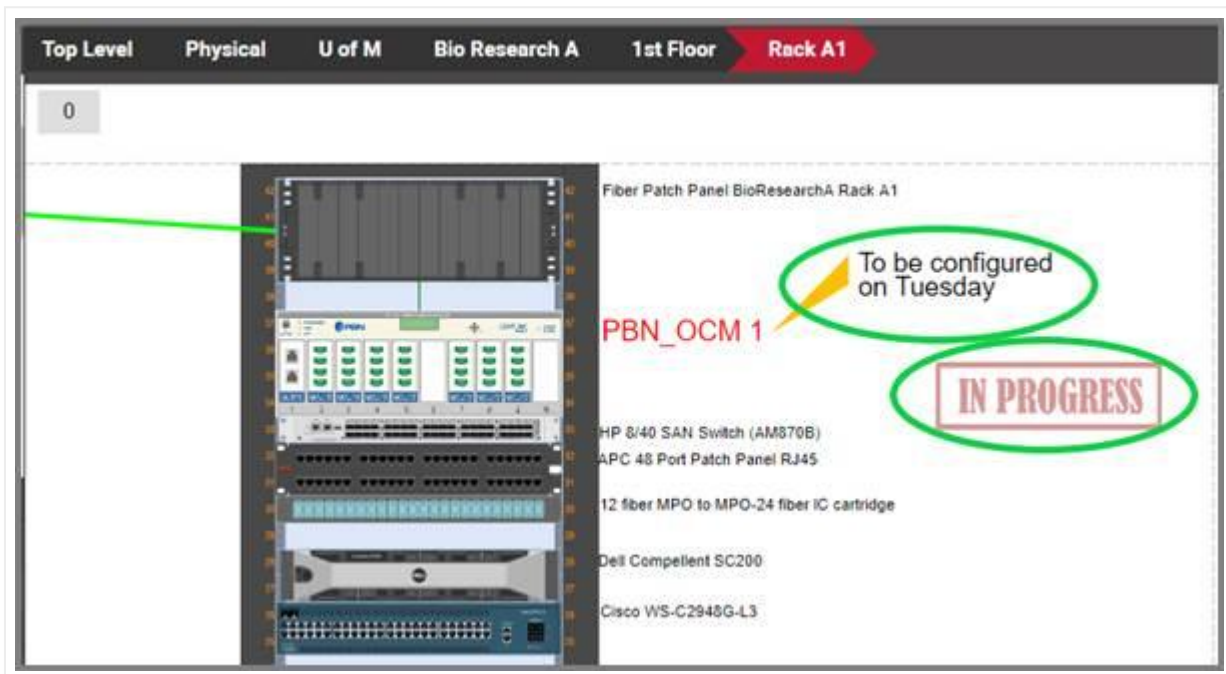 Top Level Physical U of M Bio Research A 1st Floor Rack A1
0
Fiber Patch Panel BioResearchA Rack A1
To be configured
on Tuesday
PBN_OCM 1
PBN
IN PROGRESS
HP 8/40 SAN Switch (AM870B)
APC 48 Port Patch Panel RJ45
12 fiber MPO to MPO-24 fiber IC cartridge
Dell Compellent SC200
Cisco WS-C2948G-L3